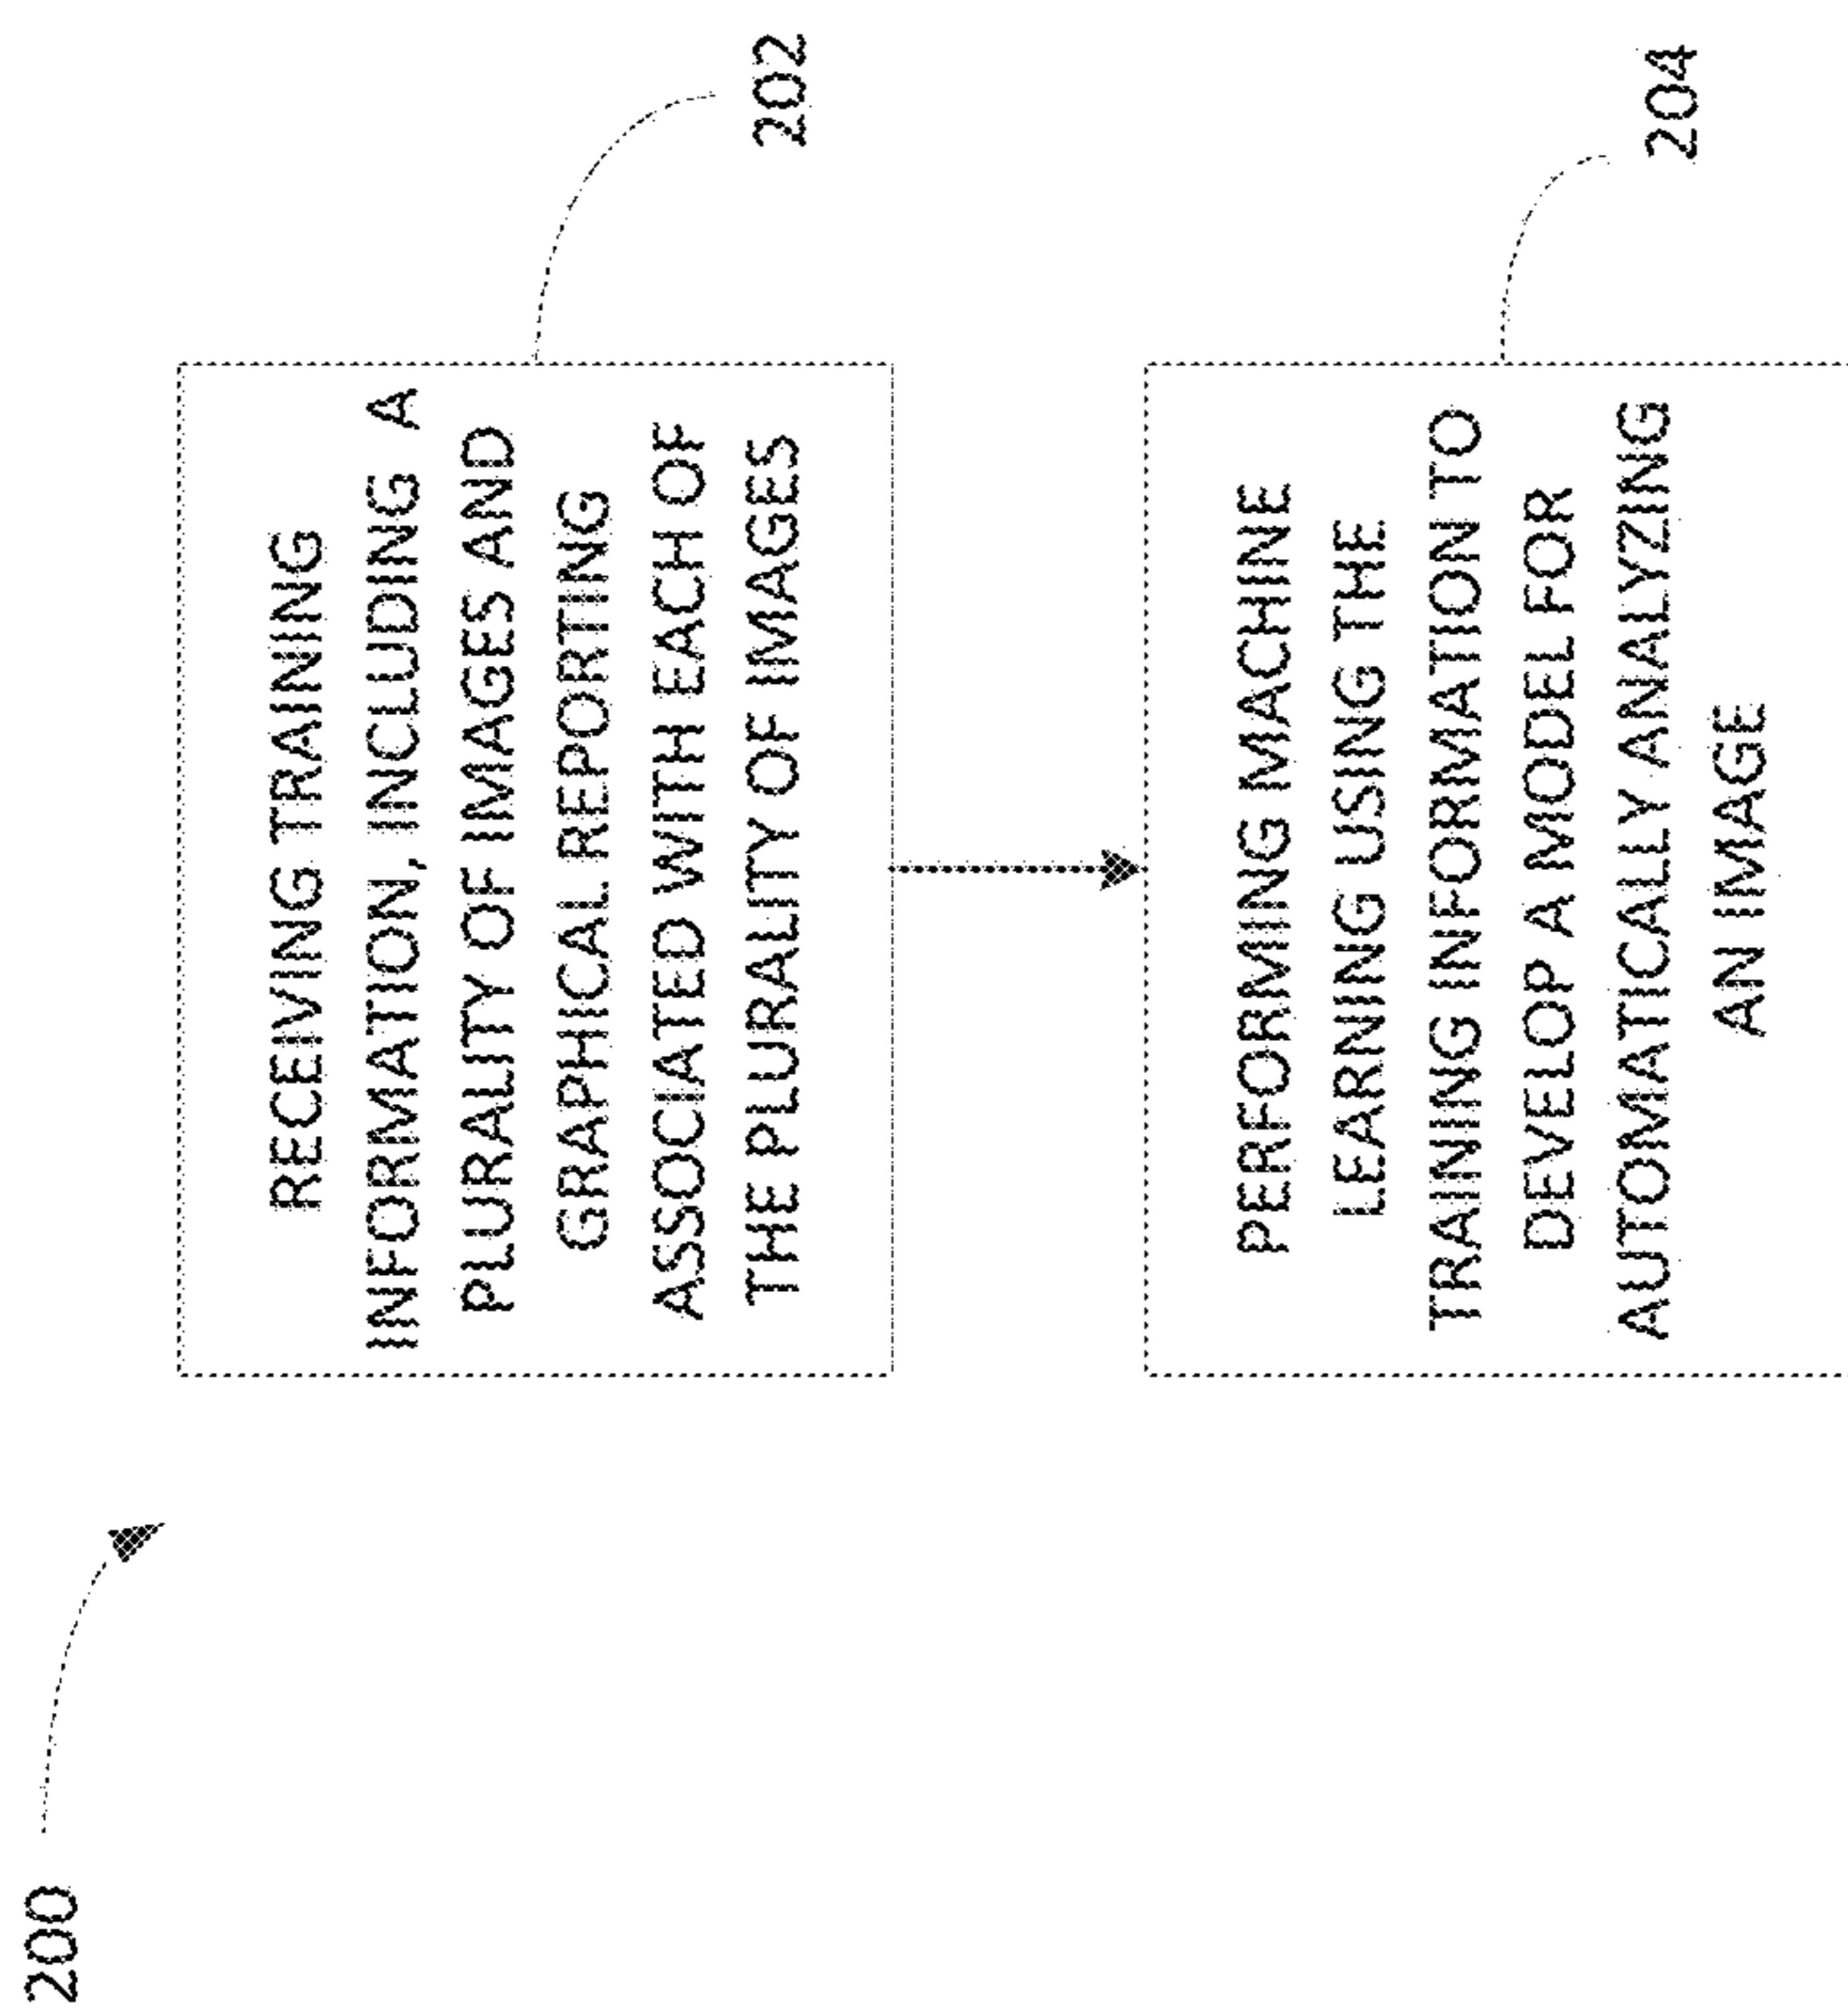 200
RECEIVING TRAINING
INFORMATION, INCLUDING A
PLURALITY OF IMAGES AND
GRAPHICAL REPORTING
ASSOCIATED WITH EACH OF
THE PLURALITY OF IMAGES
202
PERFORMING MACHINE
LEARNING USING THE
TRAINING INFORMATION TO
DEVELOP A MODEL FOR
AUTOMATICALLY ANALYZING
AN IMAGE
204